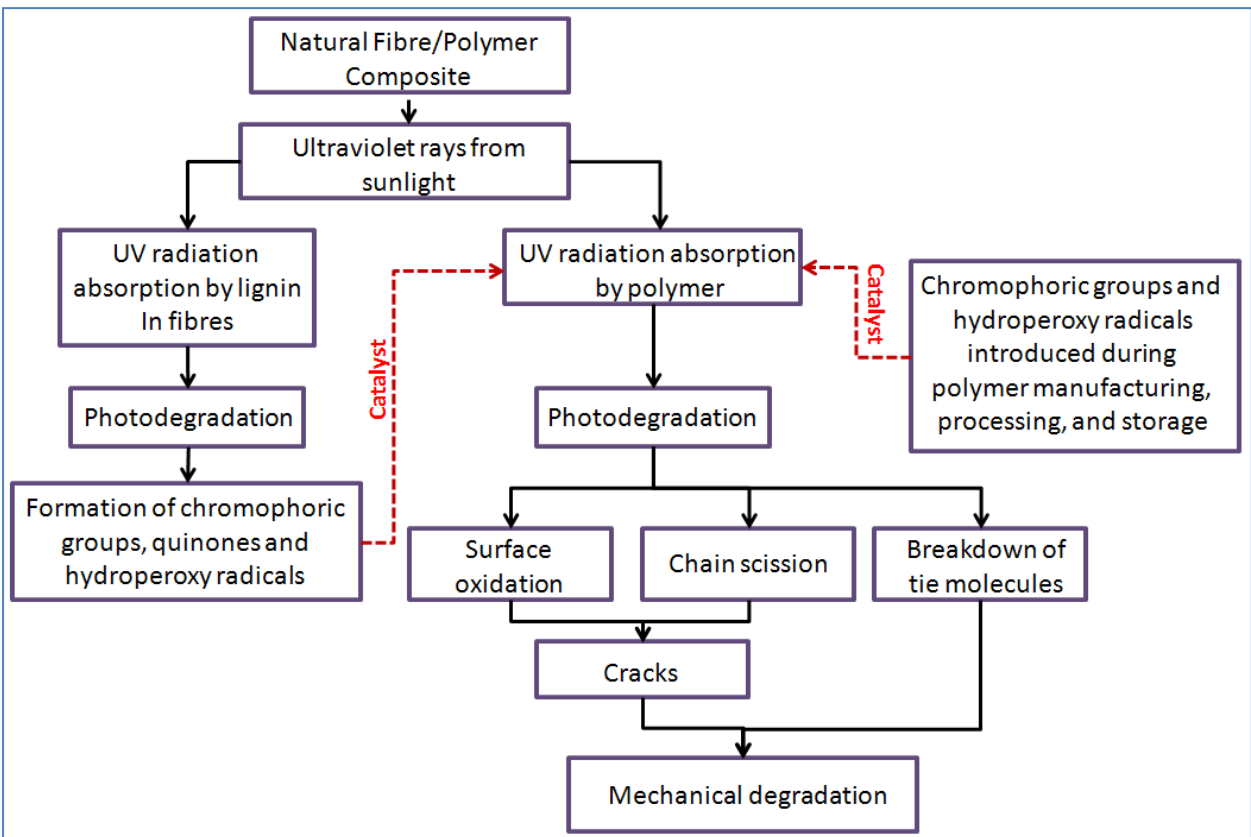 Natural Fibre/Polymer
Composite
Ultraviolet rays from
sunlight
UV radiation
absorption by lignin
In fibres
UV radiation absorption
by polymer
Catalyst
Catalyst
Chromophoric groups and
hydroperoxy radicals
introduced during
polymer manufacturing,
processing, and storage
Photodegradation
Photodegradation
Formation of chromophoric
groups, quinones and
hydroperoxy radicals
Surface
oxidation
Chain scission
Breakdown of
tie molecules
Cracks
Mechanical degradation